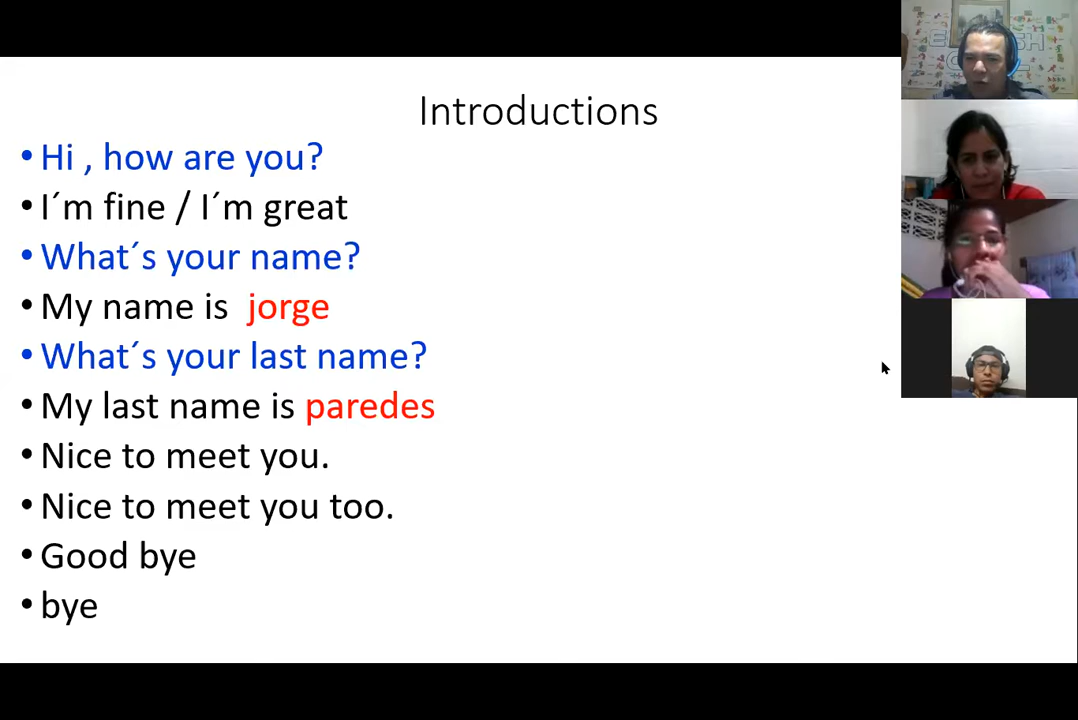 Introductions
• Hi , how are you?
• I´m fine / I´m great
• What´s your name?
• My name is jorge
• What´s your last name?
• My last name is paredes
• Nice to meet you.
• Nice to meet you too.
• Good bye
• bye